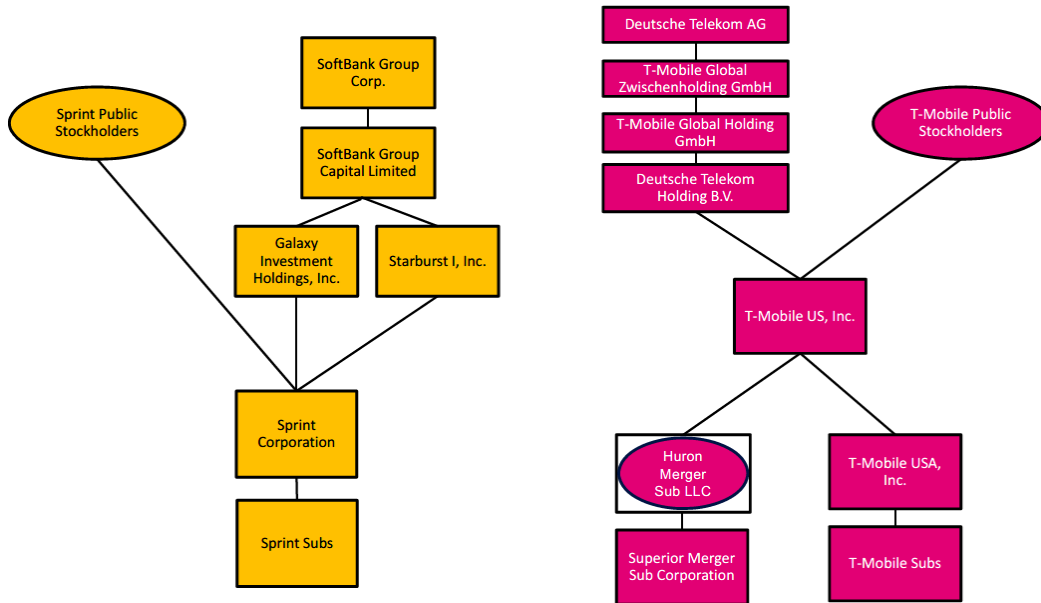 SoftBank Group
Corp.
Sprint Public
Stockholders
SoftBank Group
Capital Limited
Galaxy
Investment
Holdings, Inc.
Starburst I, Inc.
Sprint
Corporation
Sprint Subs
Deutsche Telekom AG
T-Mobile Global
Zwischenholding GmbH
T-Mobile Global Holding
GmbH
Deutsche Telekom
Holding B.V.
T-Mobile Public
Stockholders
T-Mobile US, Inc.
Huron
Merger
Sub LLC
T-Mobile USA,
Inc.
Superior Merger
Sub Corporation
T-Mobile Subs